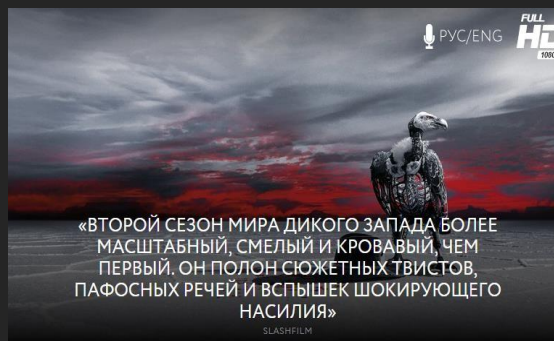 FULL
РУС/ENG HD
1080
«ВТОРОЙ СЕЗОН МИРА ДИКОГО ЗАПАДА БОЛЕЕ
МАСШТАБНЫЙ, СМЕЛЫЙ И КРОВАВЫЙ, ЧЕМ
ПЕРВЫЙ. ОН ПОЛОН СЮЖЕТНЫХ ТВИСТОВ,
ПАФОСНЫХ РЕЧЕЙ И ВСПЫШЕК ШОКИРУЮЩЕГО
НАСИЛИЯ»
SLASHFILM